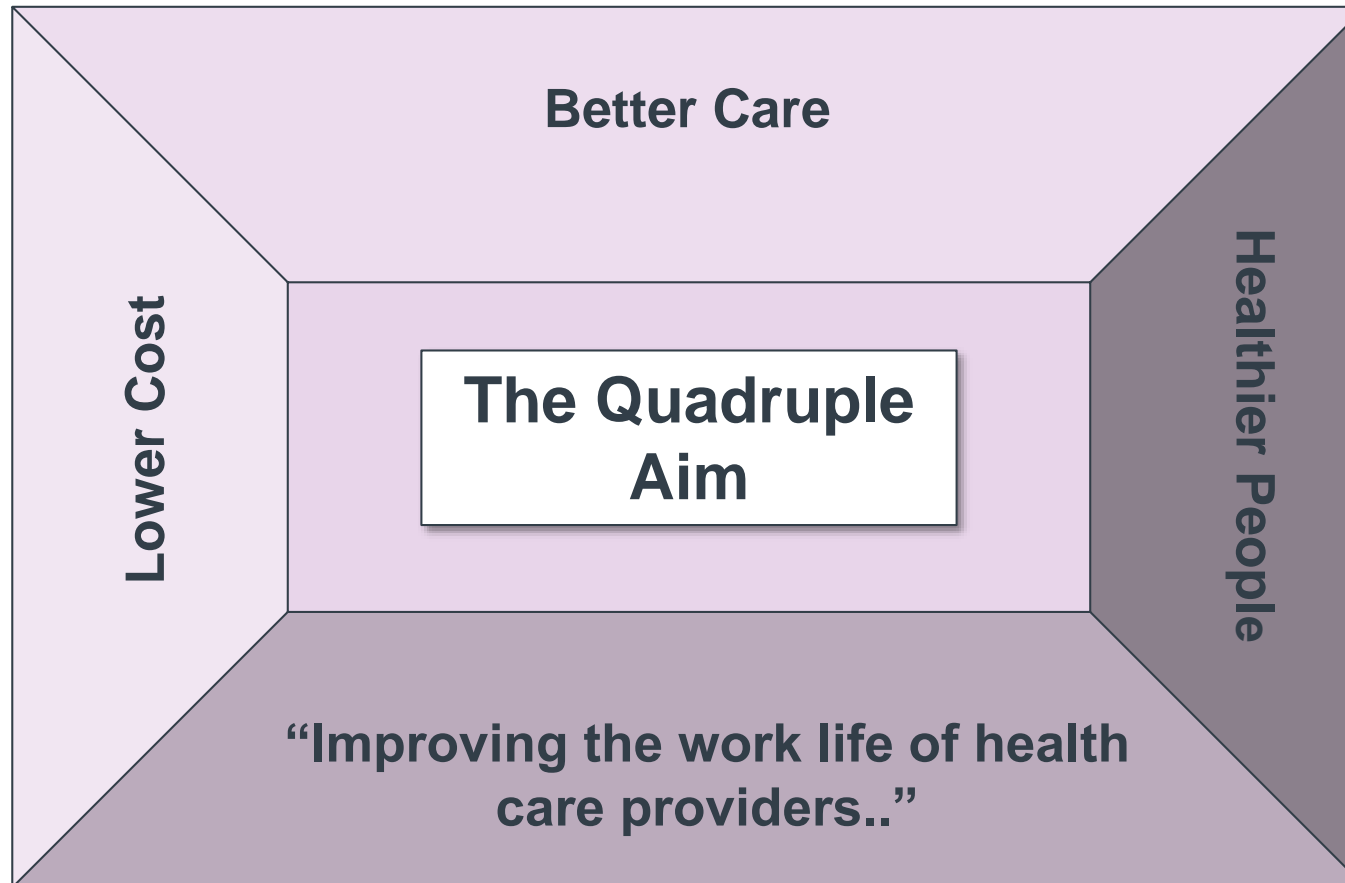 Better Care
Lower Cost
The Quadruple
Aim
Healthier People
“Improving the work life of health
care providers..”